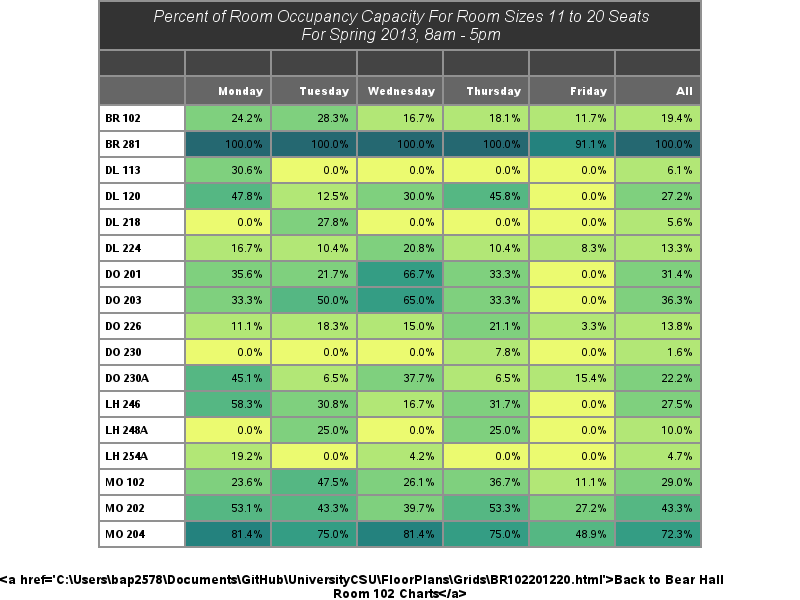 Percent of Room Occupancy Capacity For Room Sizes 11 to 20 Seats
For Spring 2013, 8am - 5pm
Monday Tuesday Wednesday Thursday Friday All
BR 102 24.2% 28.3% 16.7% 18.1% 11.7% 19.4%
BR 281 100.0% 100.0% 100.0% 100.0% 91.1% 100.0%
DL 113 30.6% 0.0% 0.0% 0.0% 0.0% 6.1%
DL 120 47.8% 12.5% 30.0% 45.8% 0.0% 27.2%
DL 218 0.0% 27.8% 0.0% 0.0% 0.0% 5.6%
DL 224 16.7% 10.4% 20.8% 10.4% 8.3% 13.3%
DO 201 35.6% 21.7% 66.7% 33.3% 0.0% 31.4%
DO 203 33.3% 50.0% 65.0% 33.3% 0.0% 36.3%
DO 226 11.1% 18.3% 15.0% 21.1% 3.3% 13.8%
DO 230 0.0% 0.0% 0.0% 7.8% 0.0% 1.6%
DO 230A 45.1% 6.5% 37.7% 6.5% 15.4% 22.2%
LH 246 58.3% 30.8% 16.7% 31.7% 0.0% 27.5%
LH 248A 0.0% 25.0% 0.0% 25.0% 0.0% 10.0%
LH 254A 19.2% 0.0% 4.2% 0.0% 0.0% 4.7%
MO 102 23.6% 47.5% 26.1% 36.7% 11.1% 29.0%
MO 202 53.1% 43.3% 39.7% 53.3% 27.2% 43.3%
MO 204 81.4% 75.0% 81.4% 75.0% 48.9% 72.3%
<a href='C:\Users\bap2578\Documents\GitHub\UniversityCSU\FloorPlans\Grids\BR102201220.html'>Back to Bear Hall
Room 102 Charts</a>